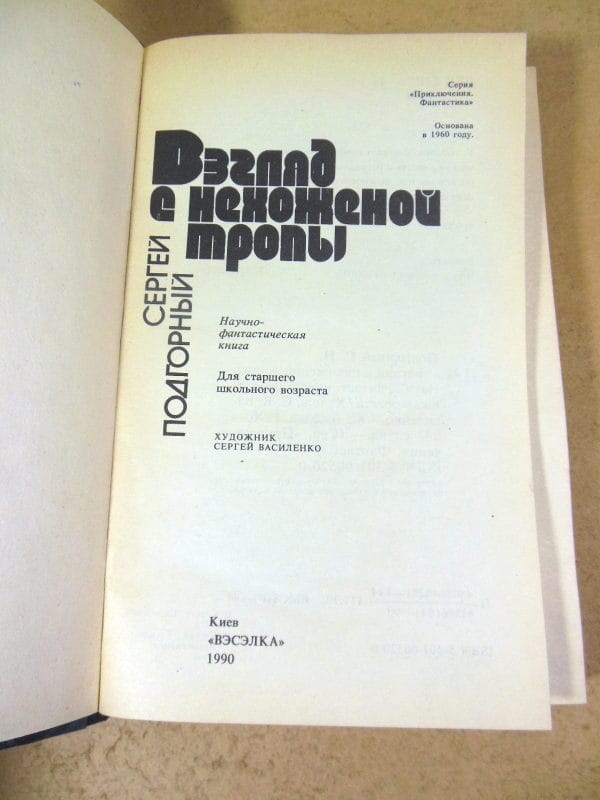 Серия
«Приключения.
Фантастика»
Основана
в 1960 году.
Взгляд
с нехоженой
тропы
СЕРГЕЙ
ПОДГОРНЫЙ
Научно-
фантастическая
книга
Для старшего
школьного возраста
ХУДОЖНИК
СЕРГЕЙ ВАСИЛЕНКО
Киев
«ВЭСЭЛКА»
1990